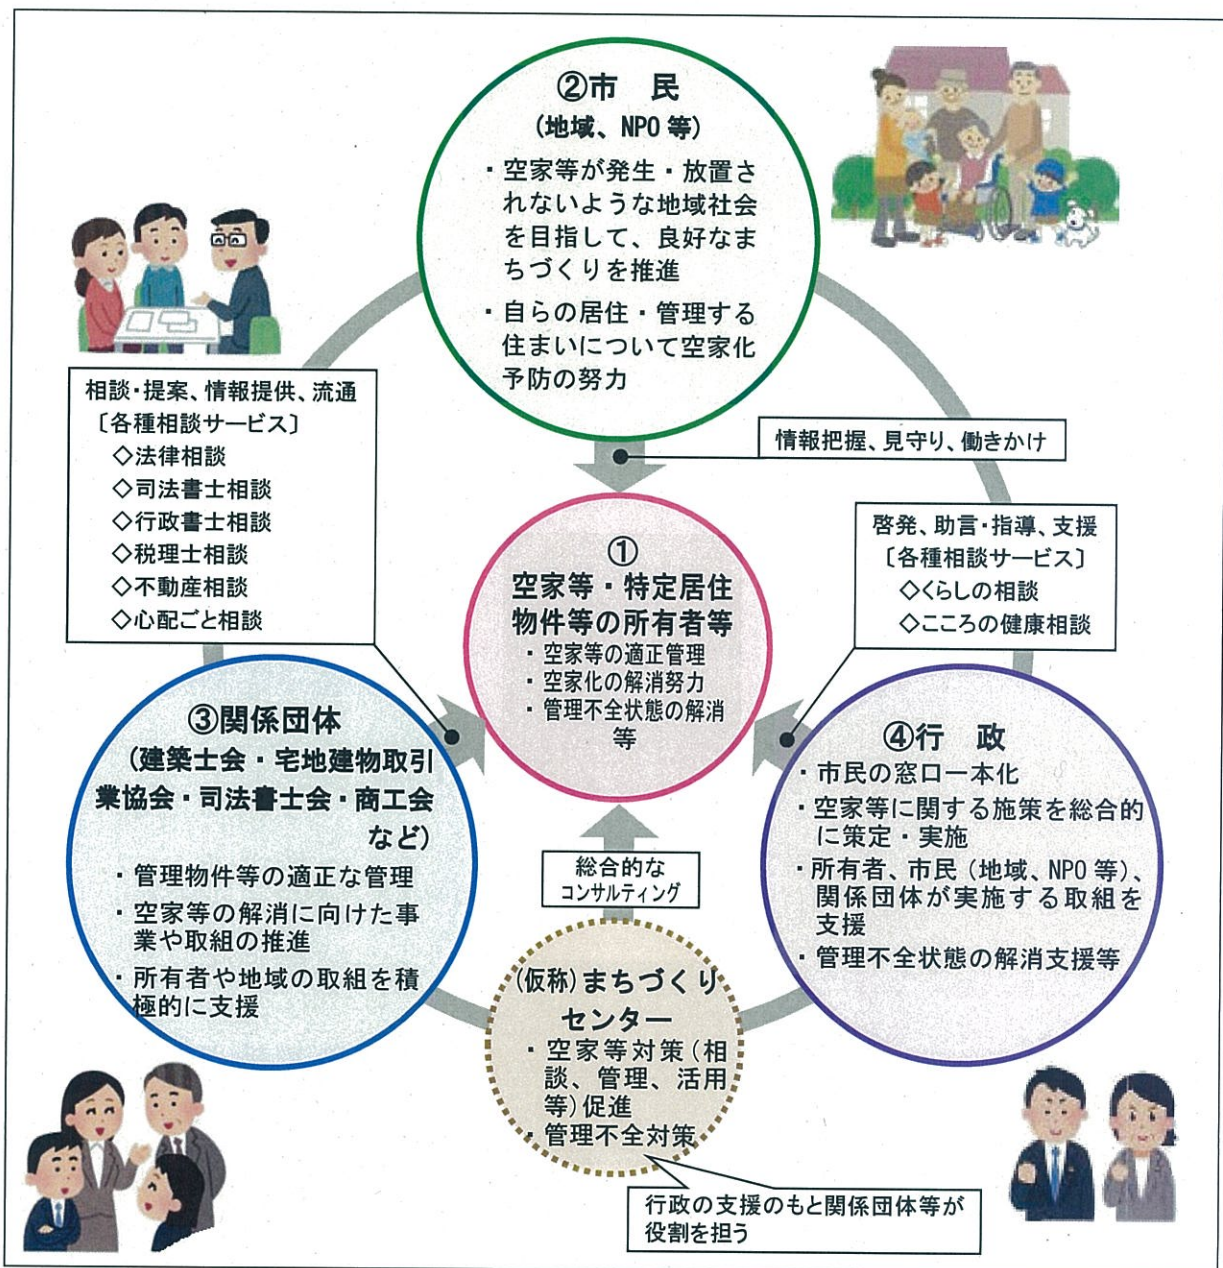 ②市　民
(地域、NPO 等)
・空家等が発生・放置さ
れないような地域社会
を目指して、良好なま
ちづくりを推進
・自らの居住・管理する
住まいについて空家化
予防の努力
相談・提案、情報提供、流通
〔各種相談サービス〕
◇法律相談
◇司法書士相談
◇行政書士相談
◇税理士相談
◇不動産相談
◇心配ごと相談
情報把握、見守り、働きかけ
啓発、助言・指導、支援
〔各種相談サービス〕
◇くらしの相談
◇こころの健康相談
①
空家等・特定居住
物件等の所有者等
・空家等の適正管理
・空家化の解消努力
・管理不全状態の解消
等
③関係団体
(建築士会・宅地建物取引
業協会・司法書士会・商工会
など)
・管理物件等の適正な管理
・空家等の解消に向けた事
業や取組の推進
・所有者や地域の取組を積
極的に支援
④行　政
・市民の窓口一本化
・空家等に関する施策を総合的
に策定・実施
・所有者、市民(地域、NPO 等)、
関係団体が実施する取組を
支援
・管理不全状態の解消支援等
総合的な
コンサルティング
(仮称)まちづくり
センター
・空家等対策(相
談、管理、活用
等)促進
・管理不全対策
行政の支援のもと関係団体等が
役割を担う